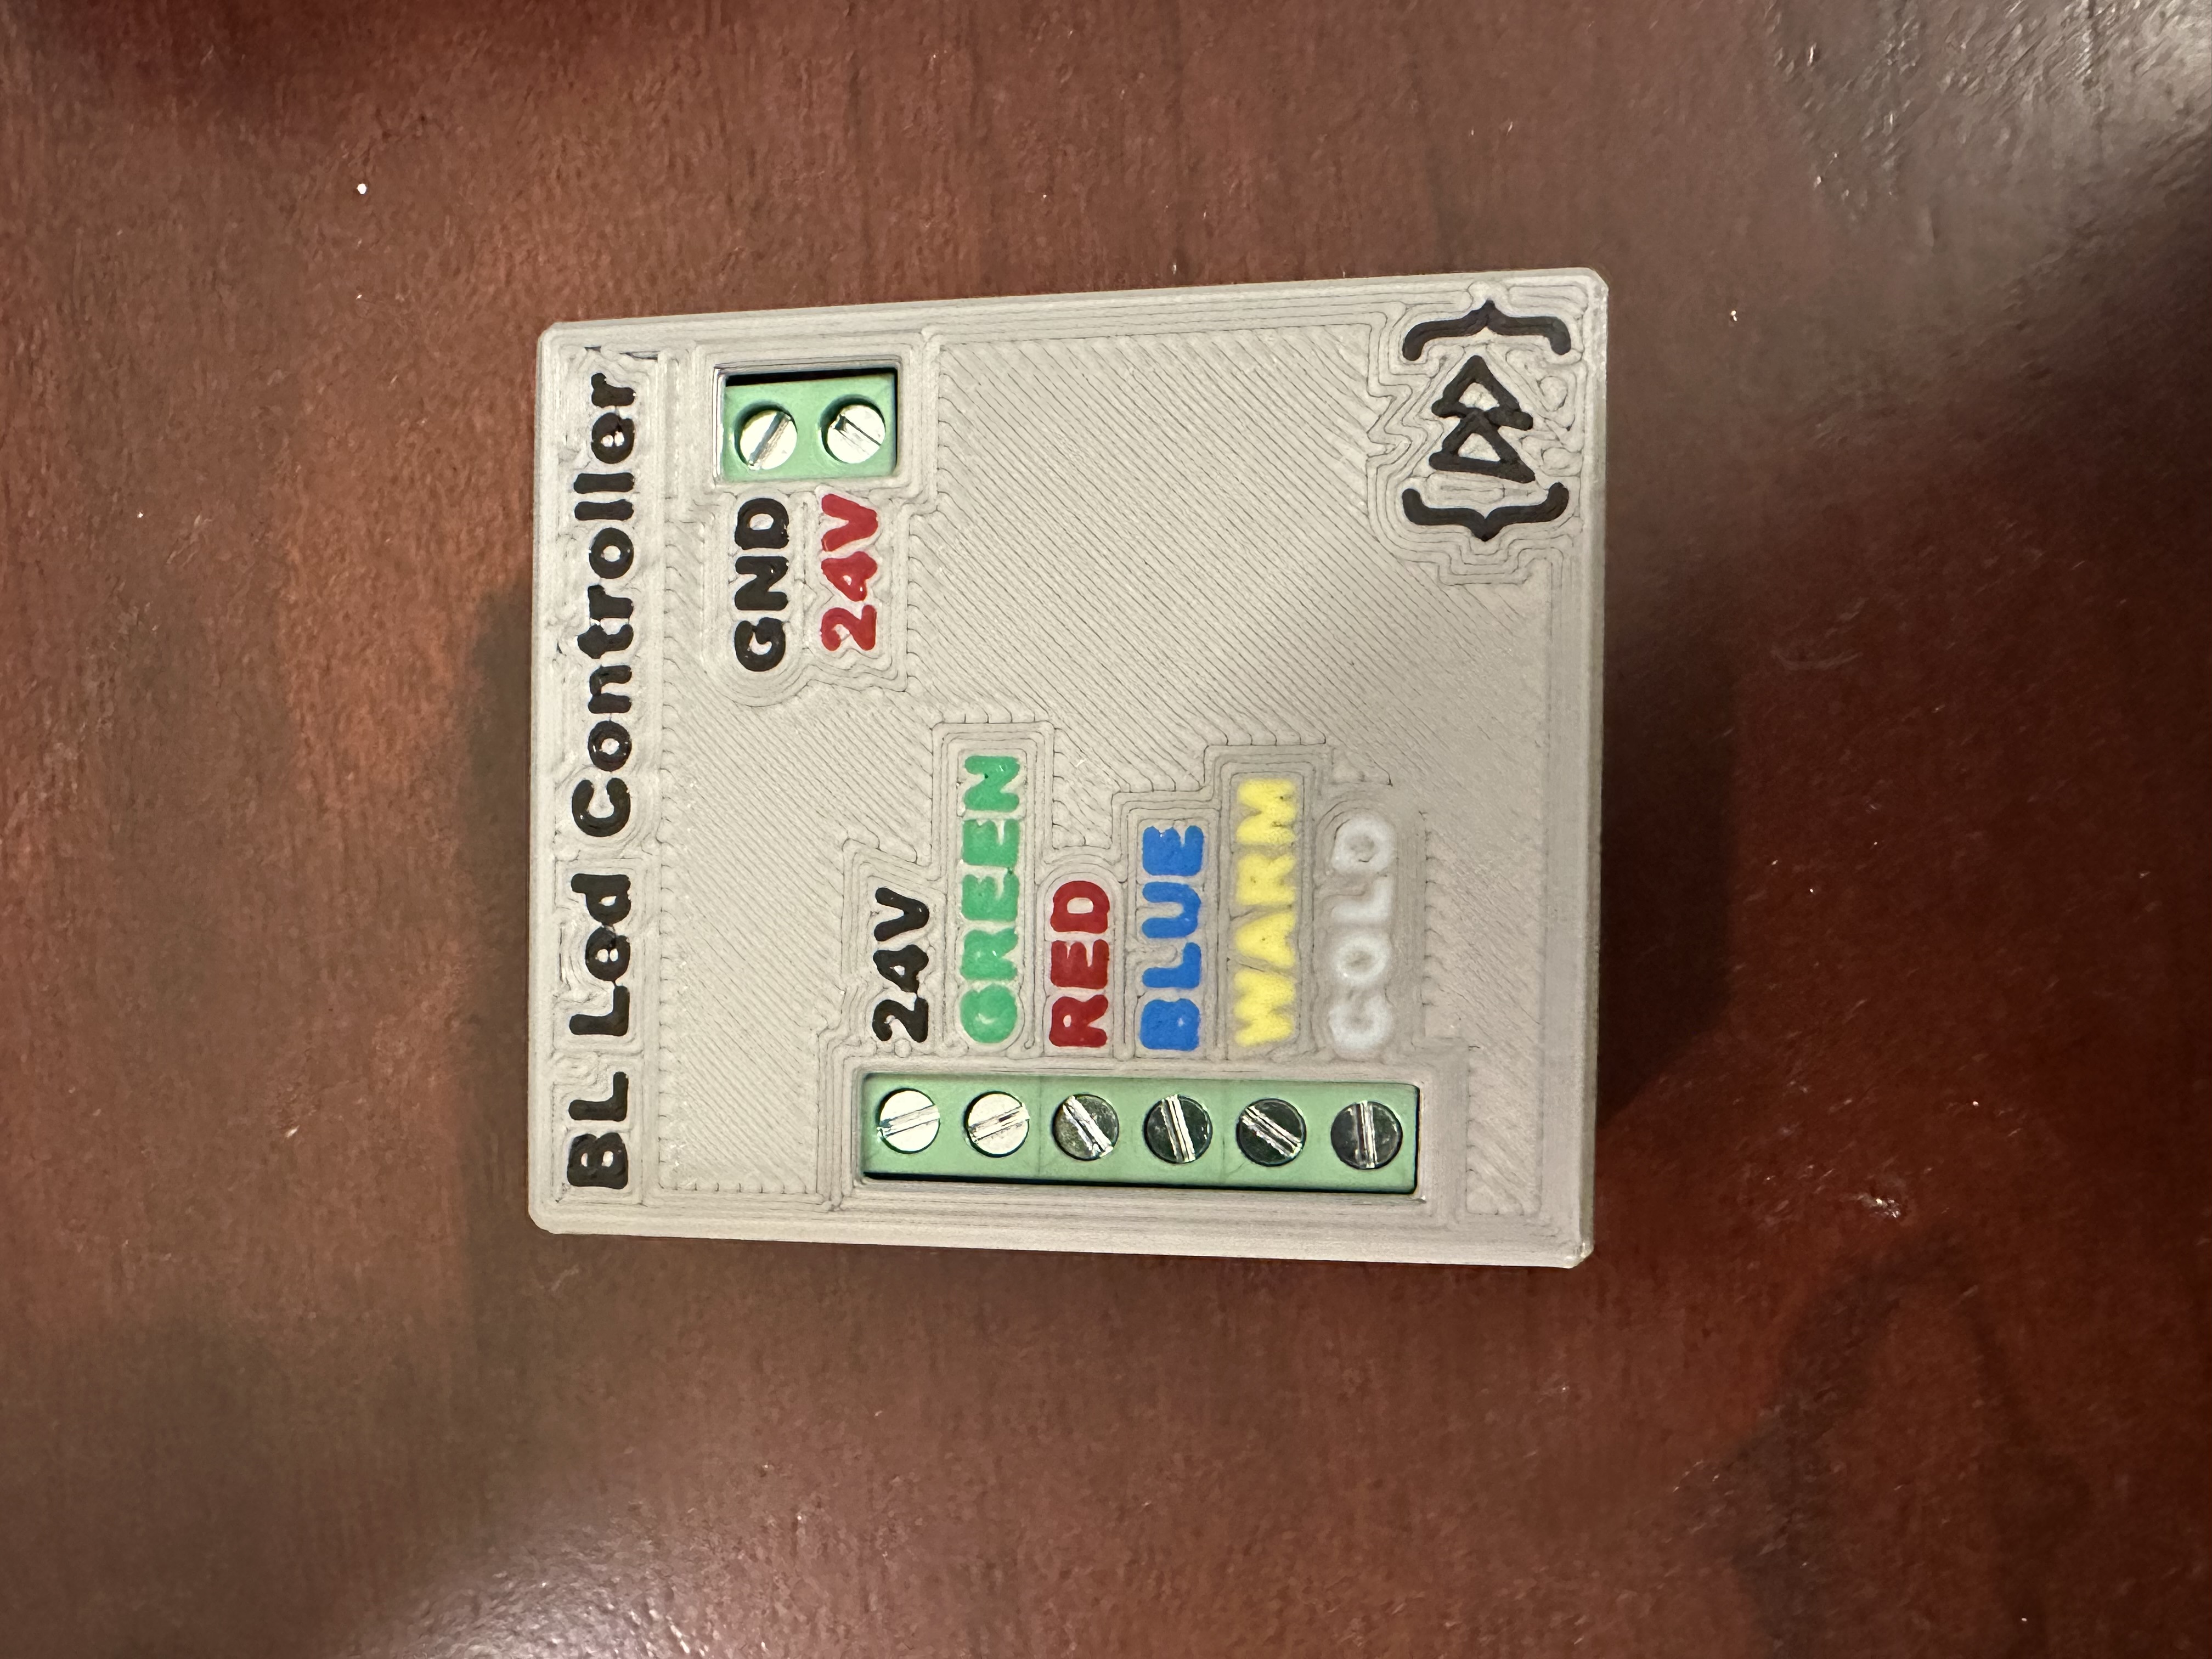 BL Led Controller
GND
24V
24V
GREEN
RED
BLUE
WARM
COLD